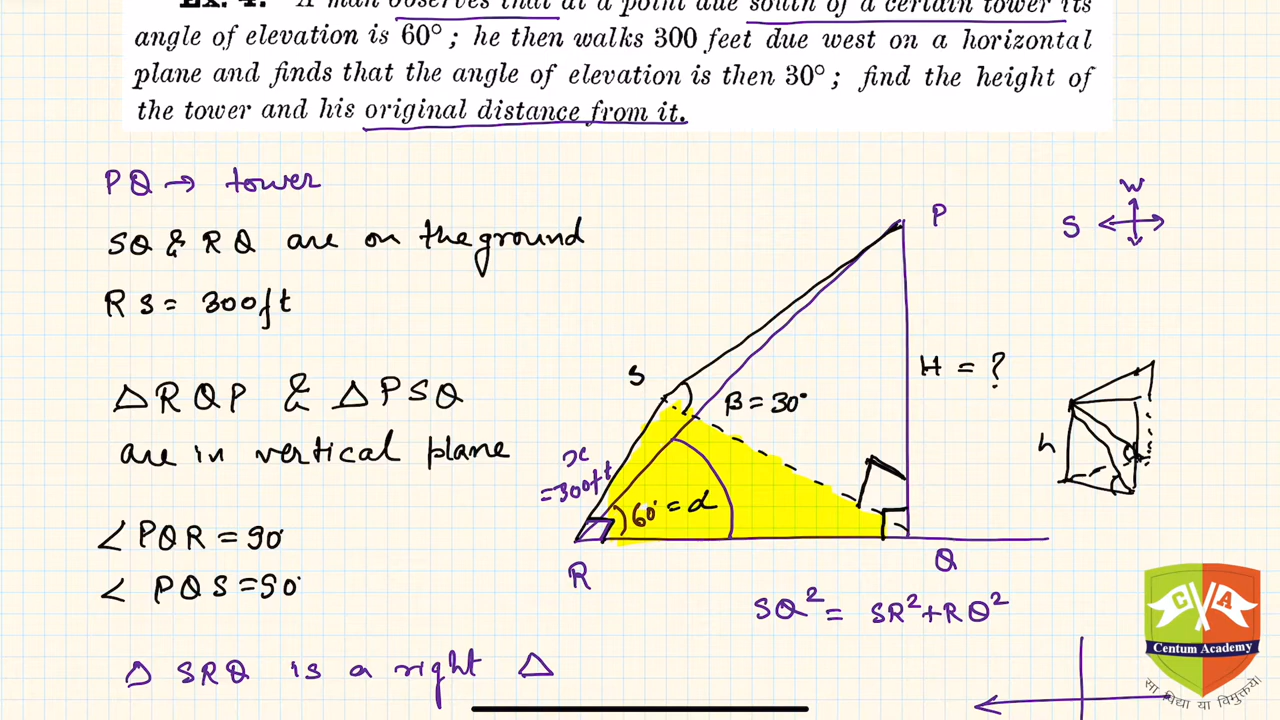 Ex. 4. A man observes that at a point due south of a certain tower its
angle of elevation is 60°; he then walks 300 feet due west on a horizontal
plane and finds that the angle of elevation is then 30°; find the height of
the tower and his original distance from it.
PQ → tower
SQ & RQ are on the ground
RS = 300ft
△RQP & △PSQ
are in vertical plane
∠PQR = 90°
∠PQS = 90°
△ SRQ is a right △
W
S
P
S
β = 30°
H = ?
h
x
= 300ft
60° = α
R
Q
SQ² = SR² + RQ²
C A
Centum Academy
सा विद्या या विमुक्तये।